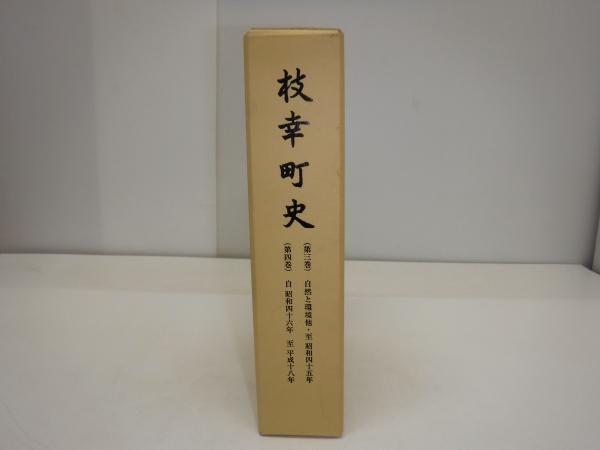 枝幸町史
（第三巻）　自然と環境他・至 昭和四十五年
（第四巻）　自 昭和四十六年　至 平成十八年